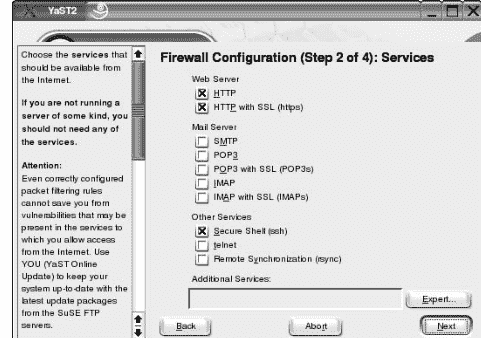 YaST2
Choose the services that
should be available from
the Internet.
If you are not running a
server of some kind, you
should not need any of
the services.
Attention:
Even correctly configured
packet filtering rules
cannot save you from
vulnerabilities that may be
present in the services to
which you allow access
from the Internet. Use
YOU (YaST Online
Update) to keep your
system up-to-date with the
latest update packages
from the SuSE FTP
servers.
Firewall Configuration (Step 2 of 4): Services
Web Server
HTTP
HTTP with SSL (https)
Mail Server
SMTP
POP3
POP3 with SSL (POP3s)
IMAP
IMAP with SSL (IMAPs)
Other Services
Secure Shell (ssh)
telnet
Remote Synchronization (rsync)
Additional Services:
Expert...
Back
Abort
Next